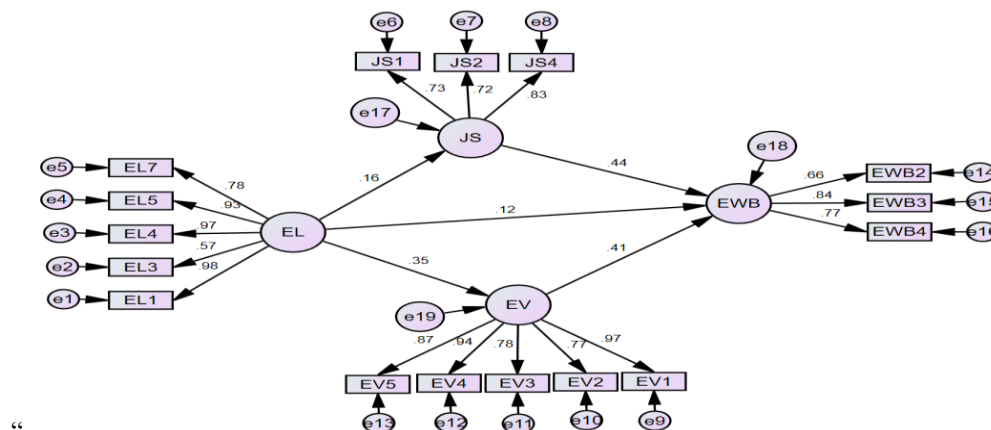 e6 e7 e8
JS1 JS2 JS4
.73 .72 .83
e17 JS
e18
e5 EL7
.78 .16 .44 .66 EWB2 e14
e4 EL5
.93 .12 EWB .84 EWB3 e15
e3 EL4 .97 EL
.77 EWB4 e16
e2 EL3 .57
.98 .35 .41
e1 EL1
e19 EV
.87 .94 .78 .77 .97
EV5 EV4 EV3 EV2 EV1
e13 e12 e11 e10 e9
“